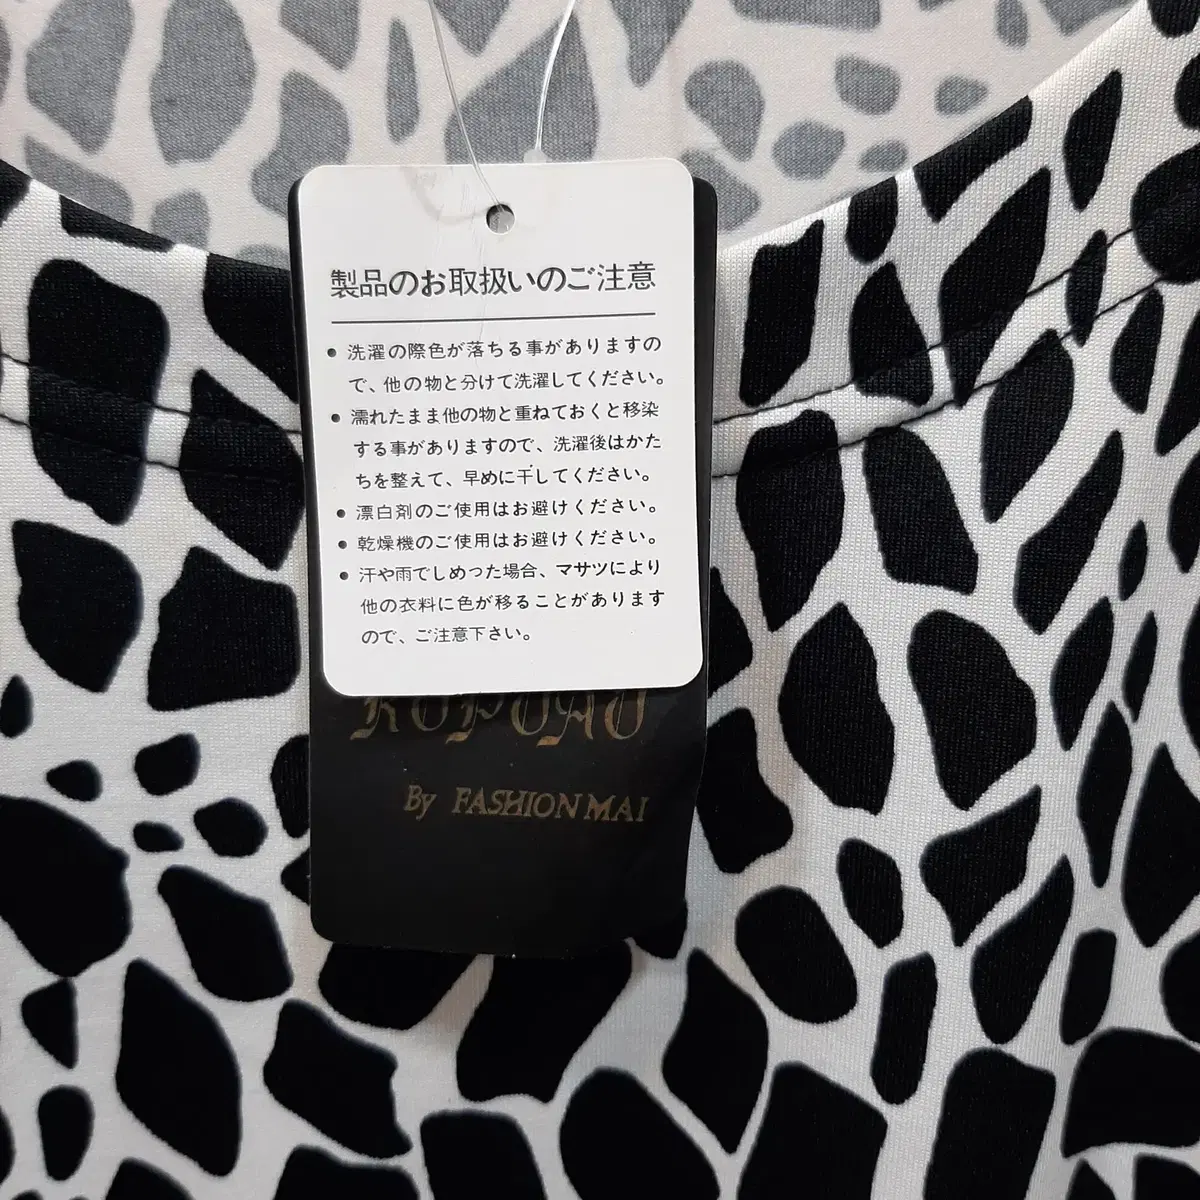 製品のお取扱いのご注意
● 洗濯の際色が落ちる事がありますの
で、他の物と分けて洗濯してください。
● 濡れたまま他の物と重ねておくと移染
する事がありますので、洗濯後はかた
ちを整えて、早めに干してください。
● 漂白剤のご使用はお避けください。
● 乾燥機のご使用はお避けください。
● 汗や雨でしめった場合、マサツにより
他の衣料に色が移ることがあります
ので、ご注意下さい。
By FASHION MAI